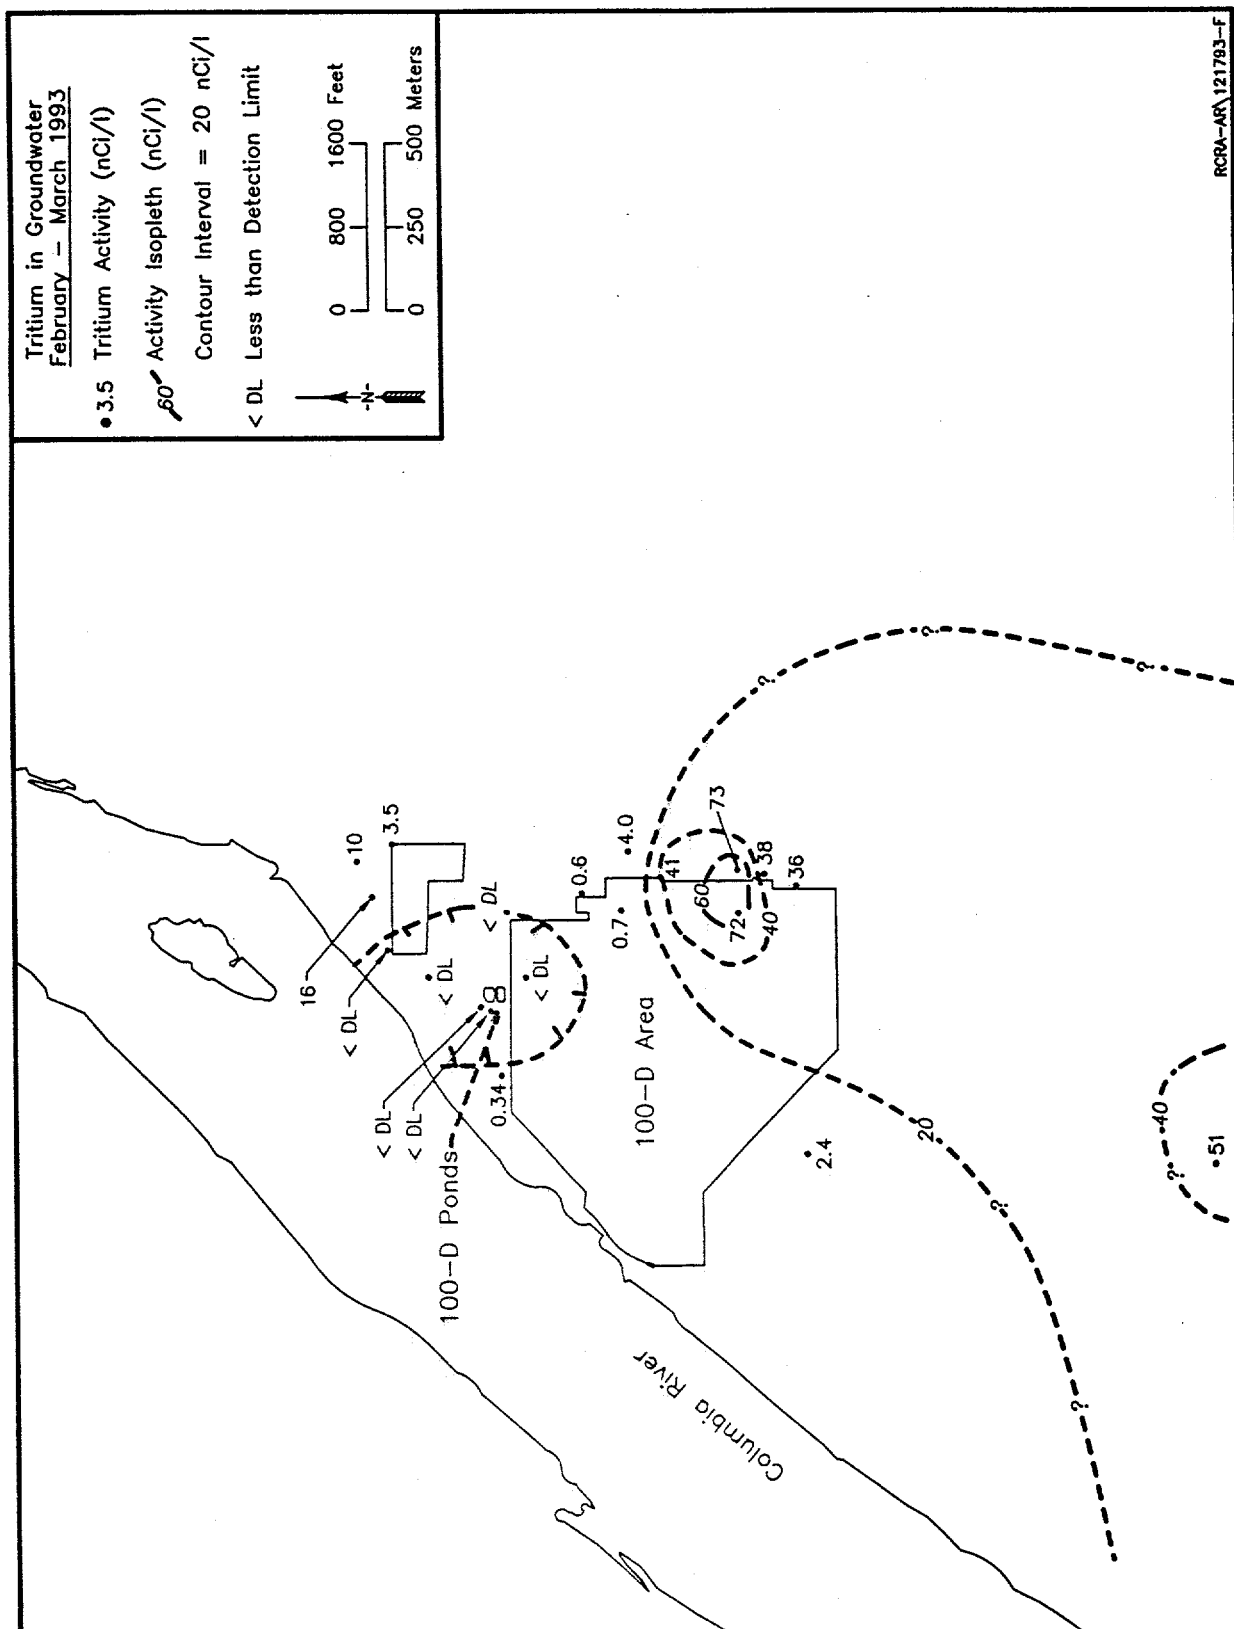 Tritium in Groundwater
February – March 1993
•3.5 Tritium Activity (nCi/l)
60 Activity Isopleth (nCi/l)
Contour Interval = 20 nCi/l
< DL Less than Detection Limit
-N-
0 800 1600 Feet
0 250 500 Meters
16
10
3.5
< DL
< DL
< DL
< DL
< DL
< DL
100-D Ponds
0.34
0.6
0.7
4.0
100-D Area
41
60
73
72
38
40
36
2.4
20
?
?
?
?
?
Columbia River
?
40
51
RCRA-AR\121793-F